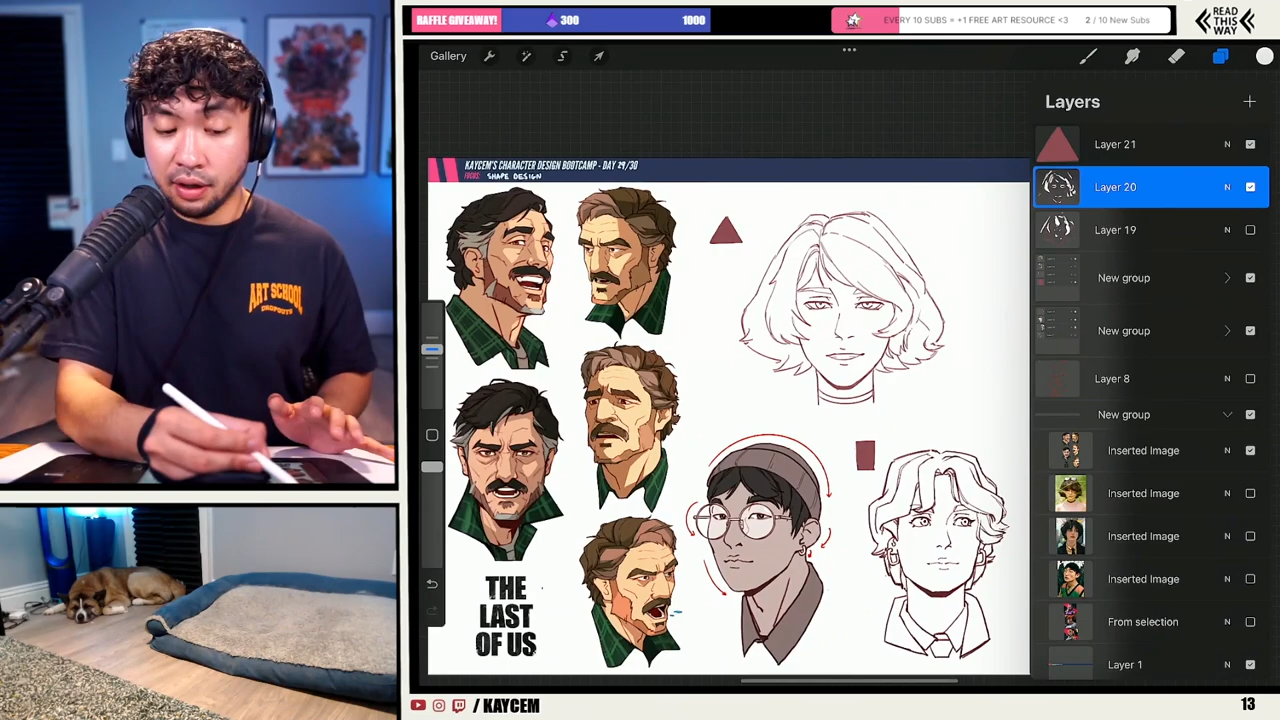 RAFFLE GIVEAWAY!
300
1000
EVERY 10 SUBS = +1 FREE ART RESOURCE <3
2 / 10 New Subs
READ
THIS
WAY
Gallery
Layers
Layer 21
N
Layer 20
N
Layer 19
N
New group
New group
Layer 8
N
New group
Inserted Image
N
Inserted Image
N
Inserted Image
N
Inserted Image
N
From selection
N
Layer 1
N
KAYCEM'S CHARACTER DESIGN BOOTCAMP - DAY 29/30
FOCUS: SHAPE DESIGN
THE
LAST
OF US
ART SCHOOL
DROPOUTS
/ KAYCEM
13